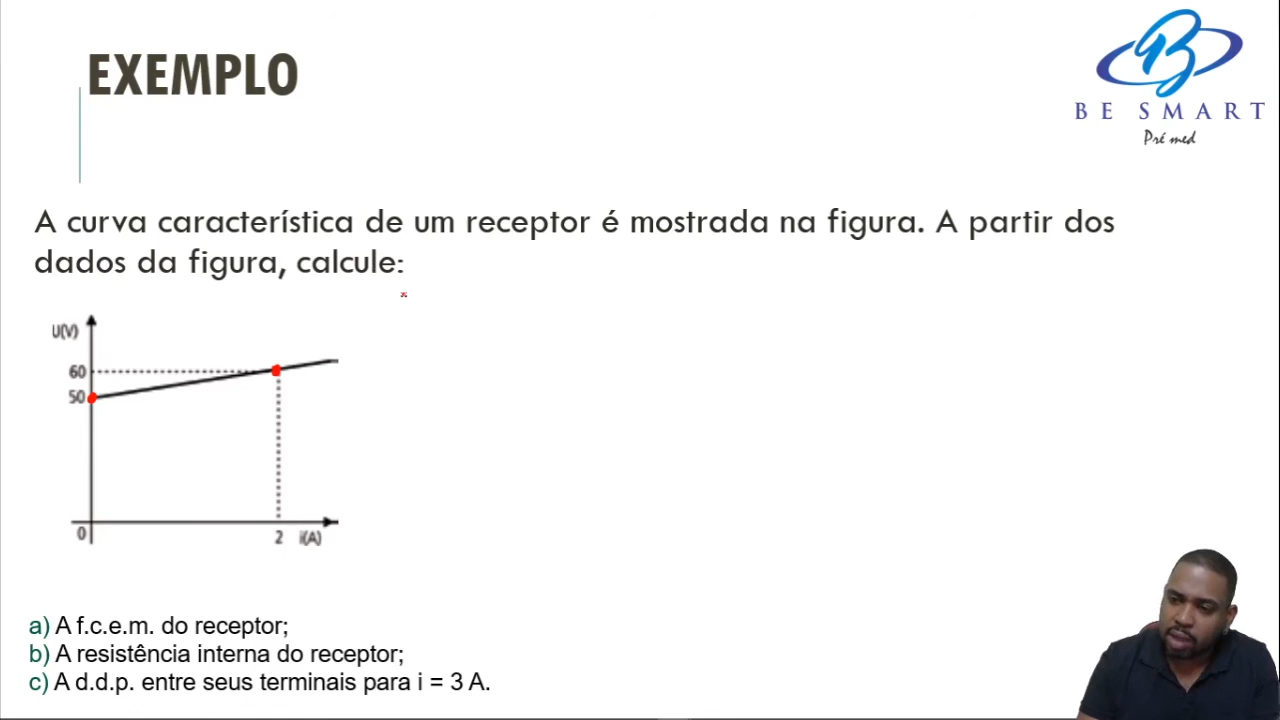 EXEMPLO
BE SMART
Pré med
A curva característica de um receptor é mostrada na figura. A partir dos
dados da figura, calcule:
U(V)
60
50
0
2
i(A)
a) A f.c.e.m. do receptor;
b) A resistência interna do receptor;
c) A d.d.p. entre seus terminais para i = 3 A.